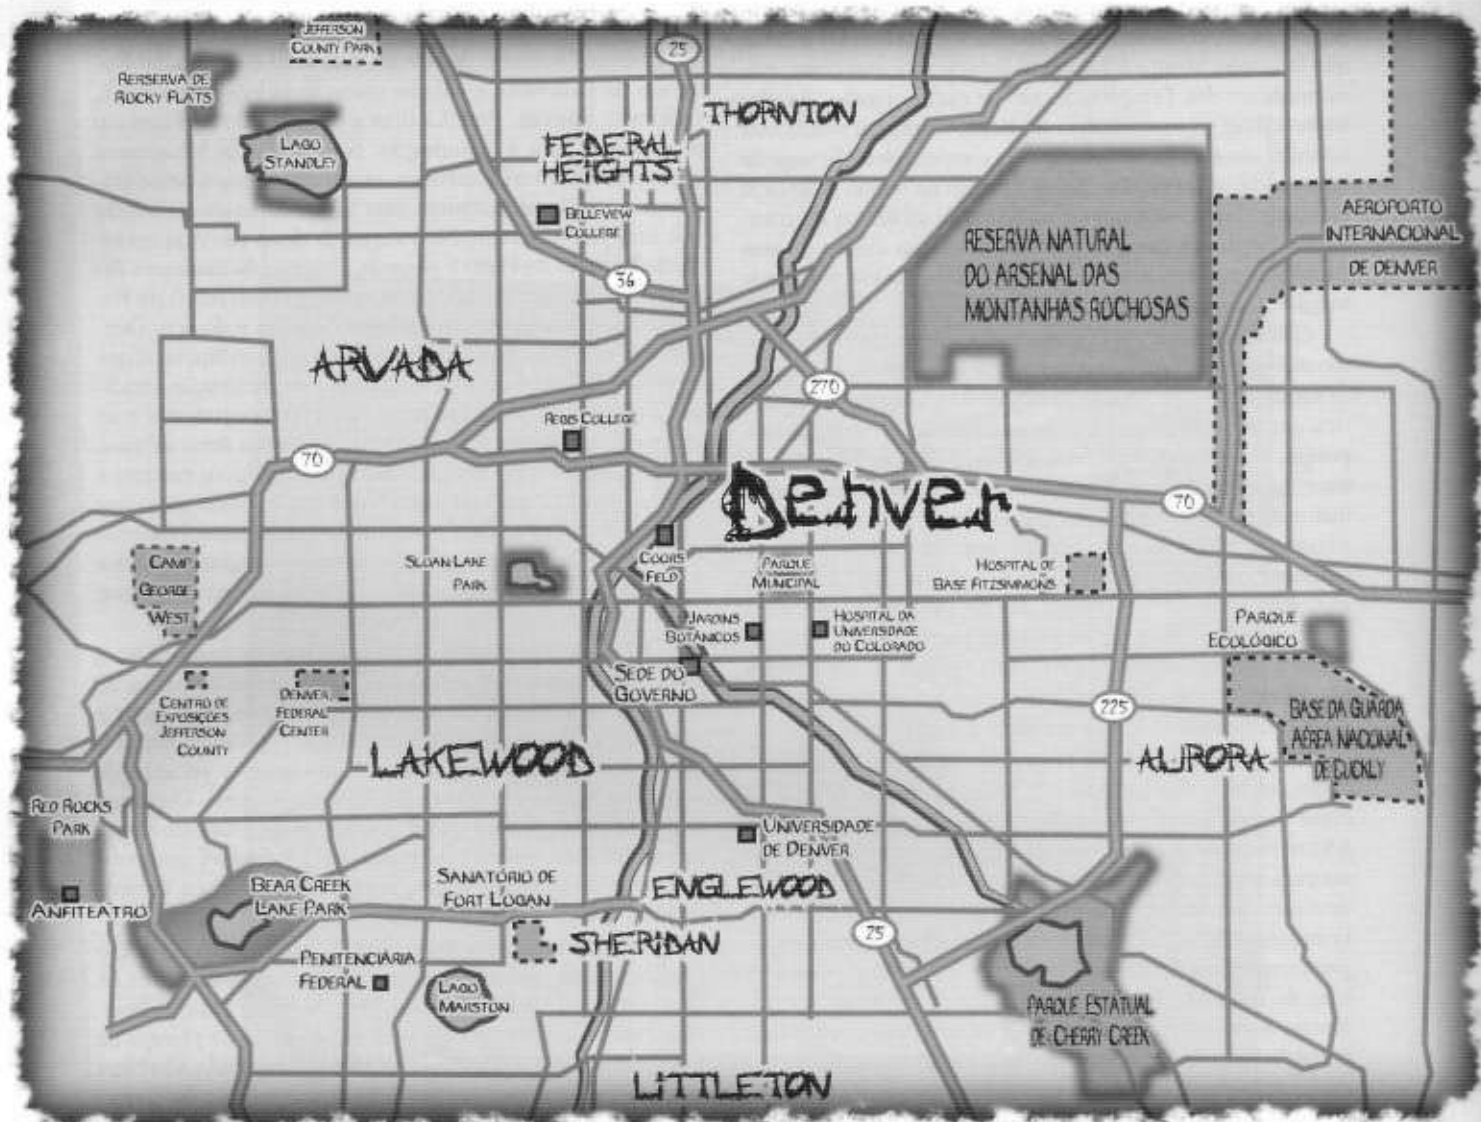 JEFFERSON
COUNTY PARK
25
RERSERVA DE
ROCKY FLATS
THORNTON
LAGO
STANDLEY
FEDERAL
HEIGHTS
BELLEVIEW
COLLEGE
AEROPORTO
INTERNACIONAL
DE DENVER
RESERVA NATURAL
DO ARSENAL DAS
MONTANHAS ROCHOSAS
36
ARVADA
270
REGIS COLLEGE
70
DENVER
70
COORS
FIELD
SLOAN LAKE
PARK
PARQUE
MUNICIPAL
HOSPITAL DE
BASE FITZSIMMONS
CAMP
GEORGE
WEST
JARDINS
BOTÂNICOS
HOSPITAL DA
UNIVERSIDADE
DO COLORADO
PARQUE
ECOLÓGICO
SEDE DO
GOVERNO
CENTRO DE
EXPOSIÇÕES
JEFFERSON
COUNTY
DENVER
FEDERAL
CENTER
225
BASE DA GUARDA
AÉREA NACIONAL
DE BUCKLY
LAKEWOOD
AURORA
RED ROCKS
PARK
UNIVERSIDADE
DE DENVER
BEAR CREEK
LAKE PARK
SANATÓRIO DE
FORT LOGAN
ENGLEWOOD
ANFITEATRO
25
SHERIDAN
PENITENCIÁRIA
FEDERAL
LAGO
MARSTON
PARQUE ESTATUAL
DE CHERRY CREEK
LITTLETON